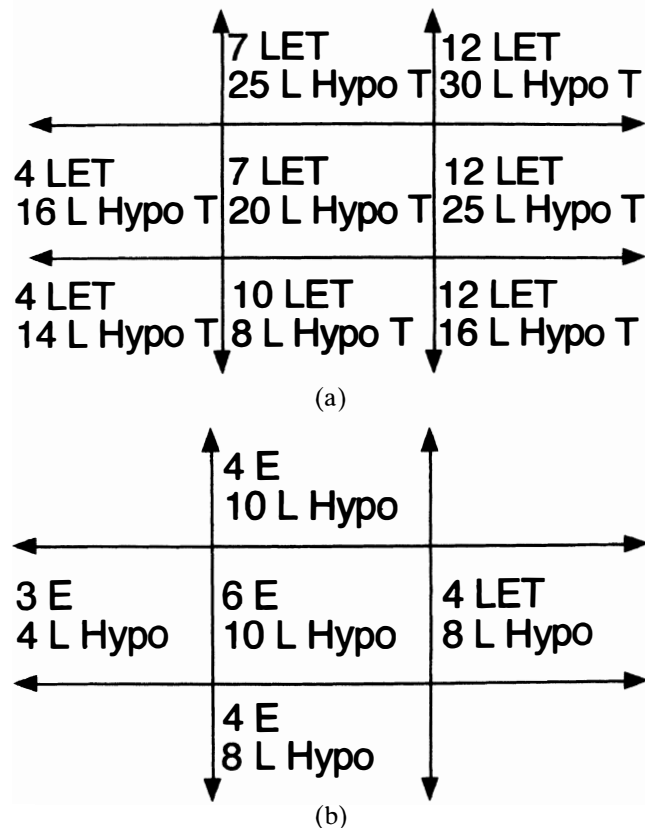 7 LET
25 L Hypo T
12 LET
30 L Hypo T
4 LET
16 L Hypo T
7 LET
20 L Hypo T
12 LET
25 L Hypo T
4 LET
14 L Hypo T
10 LET
8 L Hypo T
12 LET
16 L Hypo T
(a)
4 E
10 L Hypo
3 E
4 L Hypo
6 E
10 L Hypo
4 LET
8 L Hypo
4 E
8 L Hypo
(b)